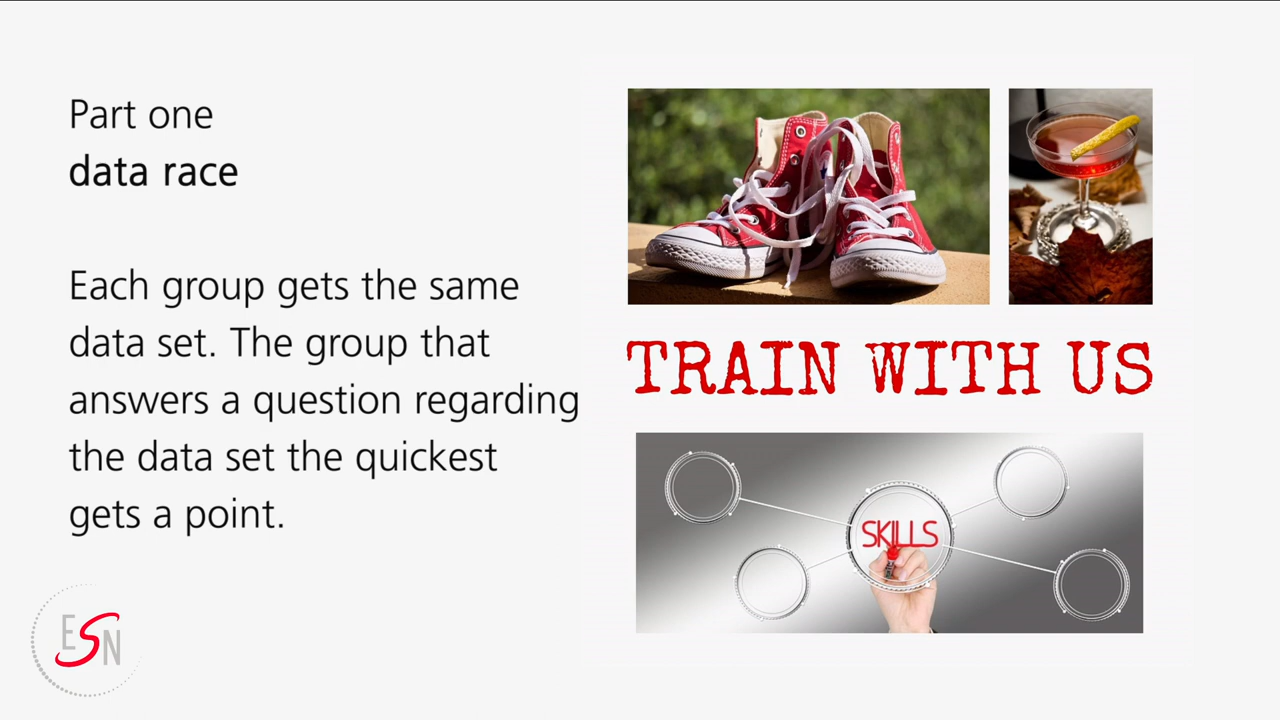 Part one
data race
Each group gets the same
data set. The group that
answers a question regarding
the data set the quickest
gets a point.
TRAIN WITH US
SKILLS
ESN